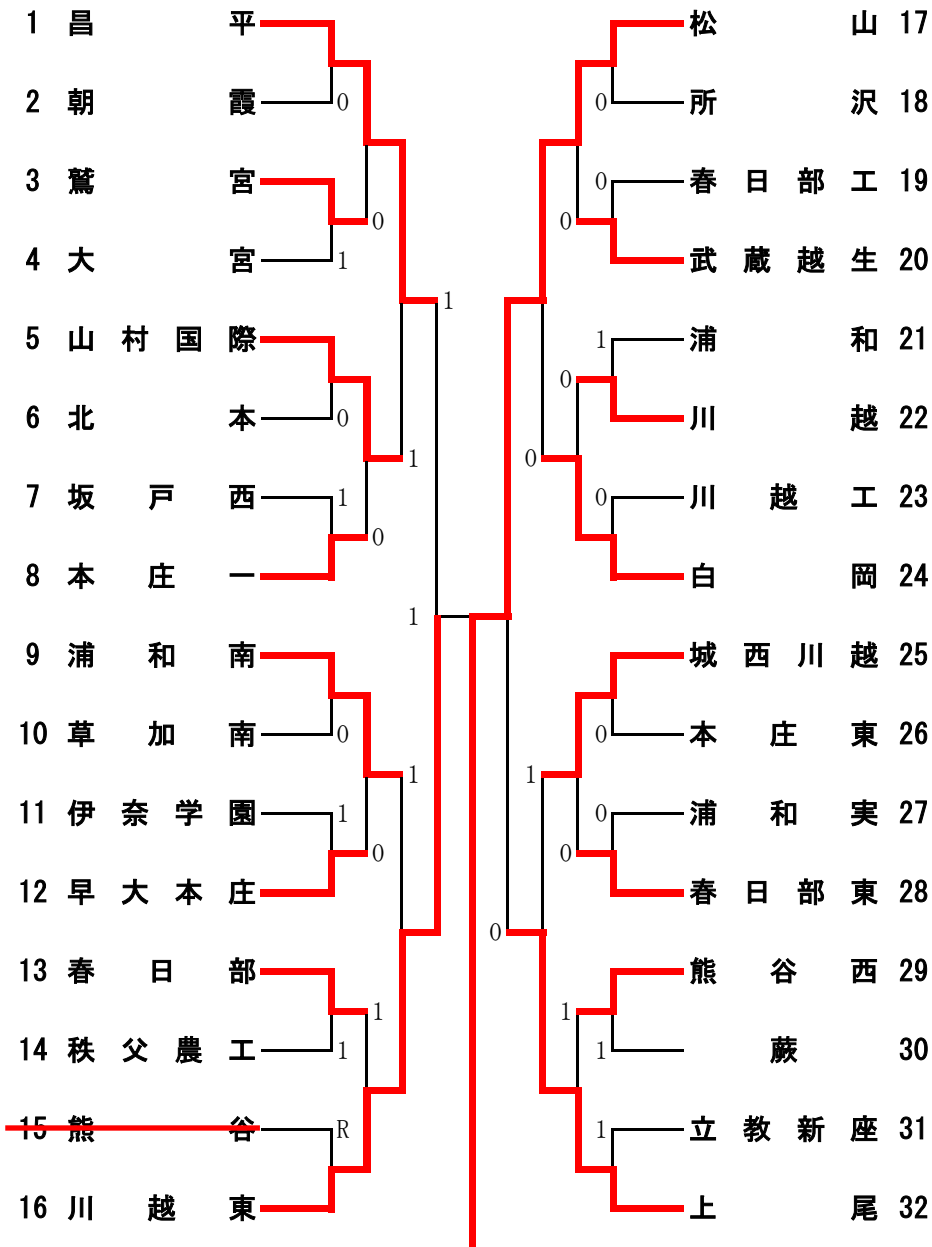 1 昌平
2 朝霞
0
3 鷲宮
0
4 大宮
1
1
5 山村国際
6 北本
0
1
7 坂戸西
1
0
8 本庄一
1
9 浦和南
10 草加南
0
1
11 伊奈学園
1
0
12 早大本庄
13 春日部
1
14 秩父農工
1
15 熊谷
R
16 川越東
松山 17
0
所沢 18
0
春日部工 19
0
武蔵越生 20
1
浦和 21
0
川越 22
0
0
川越工 23
白岡 24
城西川越 25
0
本庄東 26
1
0
浦和実 27
0
春日部東 28
0
熊谷西 29
1
1
蕨 30
1
立教新座 31
上尾 32